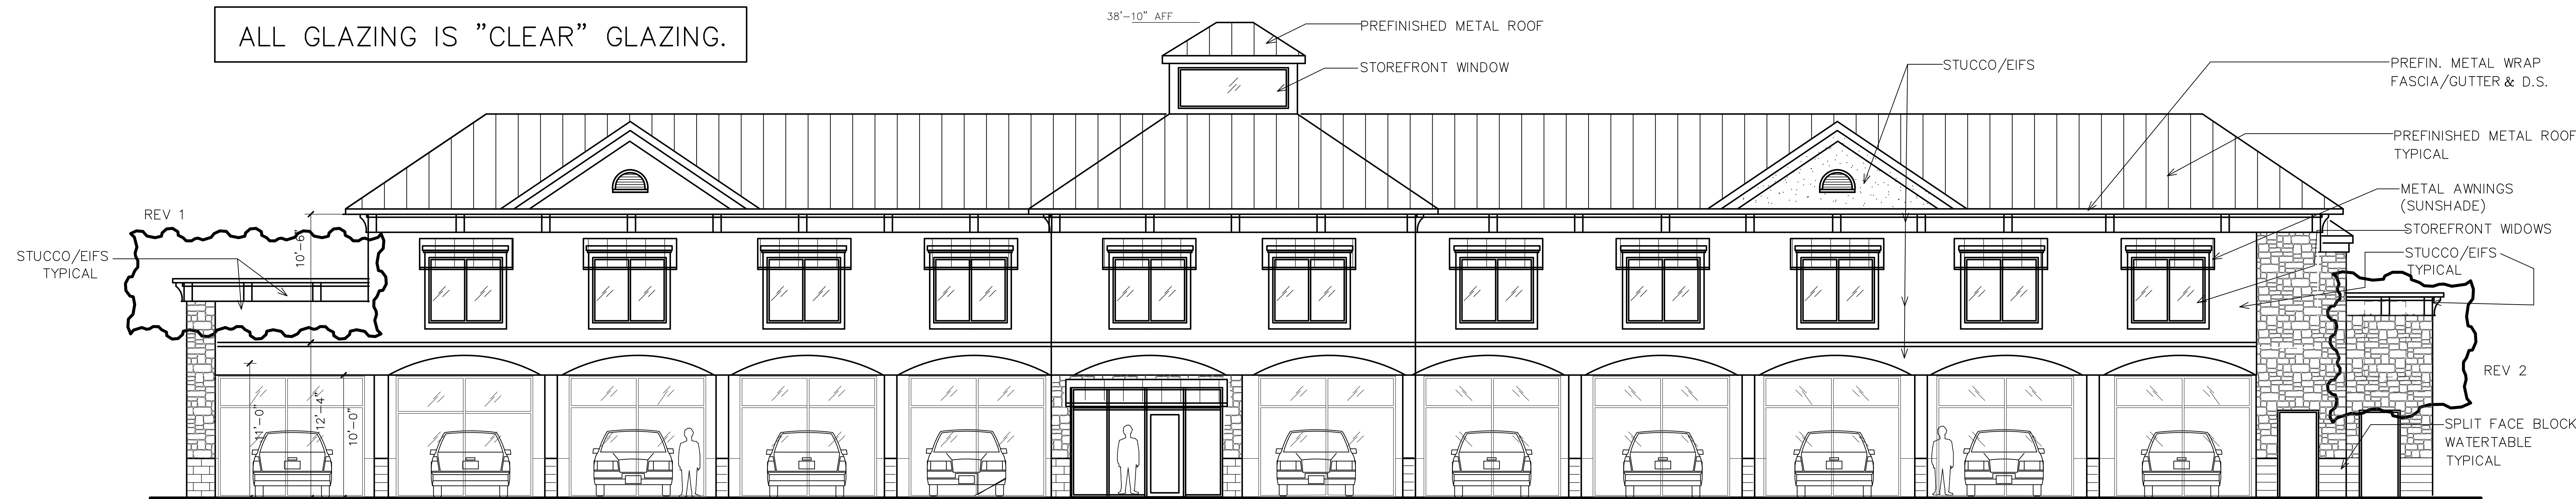 ALL GLAZING IS "CLEAR" GLAZING.
38'-10" AFF
PREFINISHED METAL ROOF
STOREFRONT WINDOW
STUCCO/EIFS
PREFIN. METAL WRAP
FASCIA/GUTTER & D.S.
PREFINISHED METAL ROOF
TYPICAL
METAL AWNINGS
(SUNSHADE)
STOREFRONT WIDOWS
STUCCO/EIFS
TYPICAL
REV 1
STUCCO/EIFS
TYPICAL
10'-6"
11'-0"
12'-4"
10'-0"
REV 2
SPLIT FACE BLOCK
WATERTABLE
TYPICAL